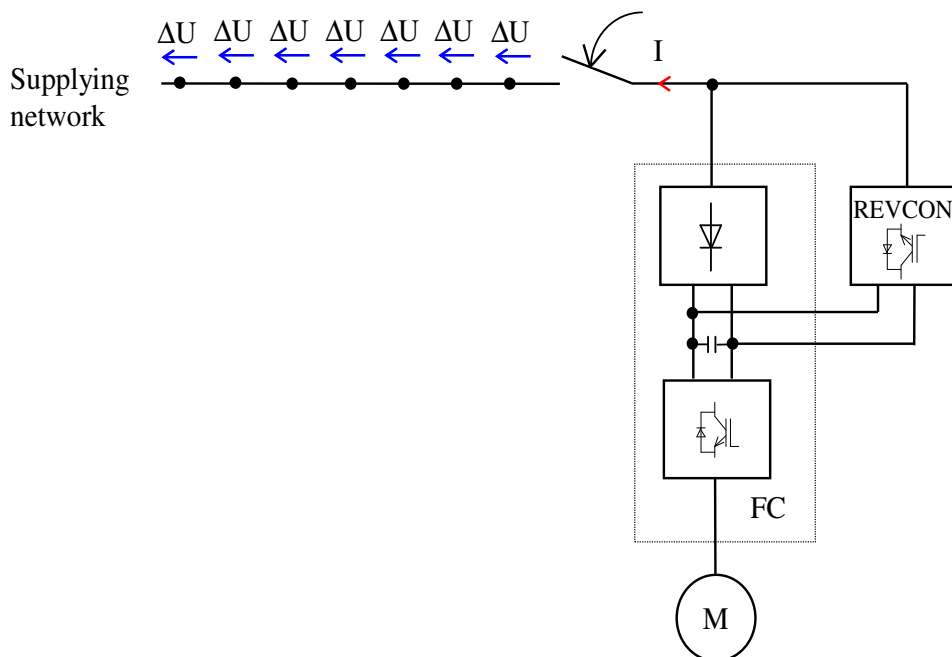 ΔU ΔU ΔU ΔU ΔU ΔU ΔU
I
Supplying
network
REVCON
FC
M